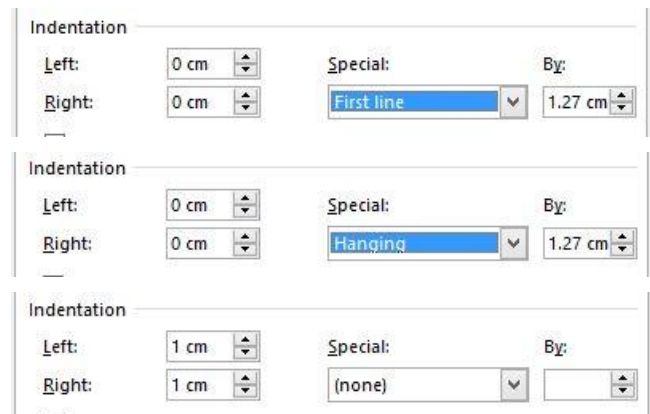 Indentation
Left: 0 cm Special: By:
Right: 0 cm First line 1.27 cm
Indentation
Left: 0 cm Special: By:
Right: 0 cm Hanging 1.27 cm
Indentation
Left: 1 cm Special: By:
Right: 1 cm (none)